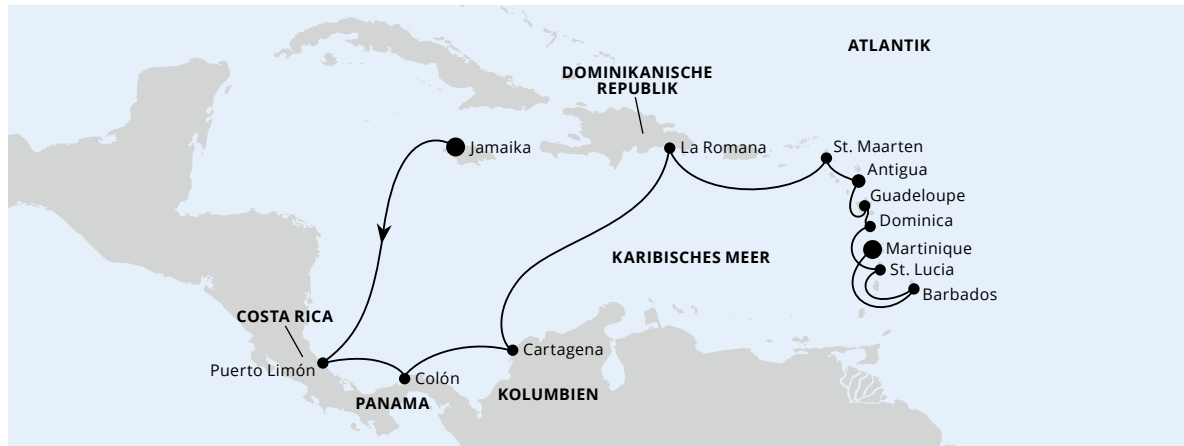 ATLANTIK
DOMINIKANISCHE
REPUBLIK
Jamaika
La Romana
St. Maarten
Antigua
Guadeloupe
Dominica
Martinique
St. Lucia
Barbados
KARIBISCHES MEER
COSTA RICA
Puerto Limón
Colón
Cartagena
PANAMA
KOLUMBIEN